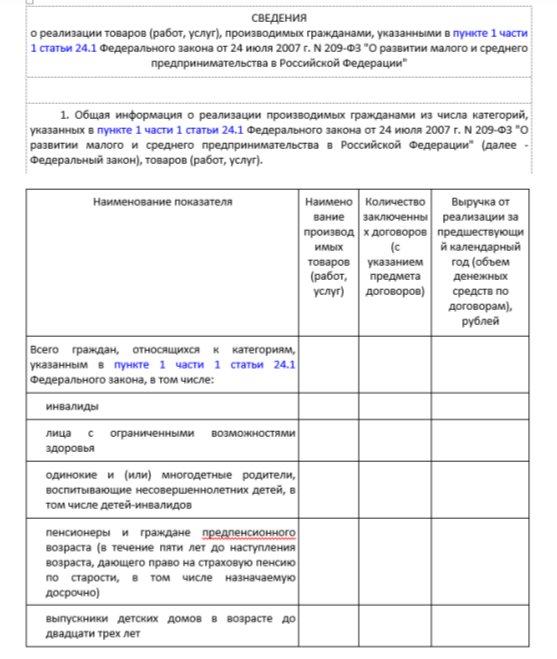 СВЕДЕНИЯ
о реализации товаров (работ, услуг), производимых гражданами, указанными в пункте 1 части
1 статьи 24.1 Федерального закона от 24 июля 2007 г. N 209-ФЗ "О развитии малого и среднего
предпринимательства в Российской Федерации"
1. Общая информация о реализации производимых гражданами из числа категорий,
указанных в пункте 1 части 1 статьи 24.1 Федерального закона от 24 июля 2007 г. N 209-ФЗ "О
развитии малого и среднего предпринимательства в Российской Федерации" (далее -
Федеральный закон), товаров (работ, услуг).
Наименование показателя
Наимено
вание
производ
имых
товаров
(работ,
услуг)
Количество
заключенны
х договоров
(с
указанием
предмета
договоров)
Выручка от
реализации за
предшествующи
й календарный
год (объем
денежных
средств по
договорам),
рублей
Всего граждан, относящихся к категориям,
указанным в пункте 1 части 1 статьи 24.1
Федерального закона, в том числе:
инвалиды
лица с ограниченными возможностями
здоровья
одинокие и (или) многодетные родители,
воспитывающие несовершеннолетних детей, в
том числе детей-инвалидов
пенсионеры и граждане предпенсионного
возраста (в течение пяти лет до наступления
возраста, дающего право на страховую пенсию
по старости, в том числе назначаемую
досрочно)
выпускники детских домов в возрасте до
двадцати трех лет